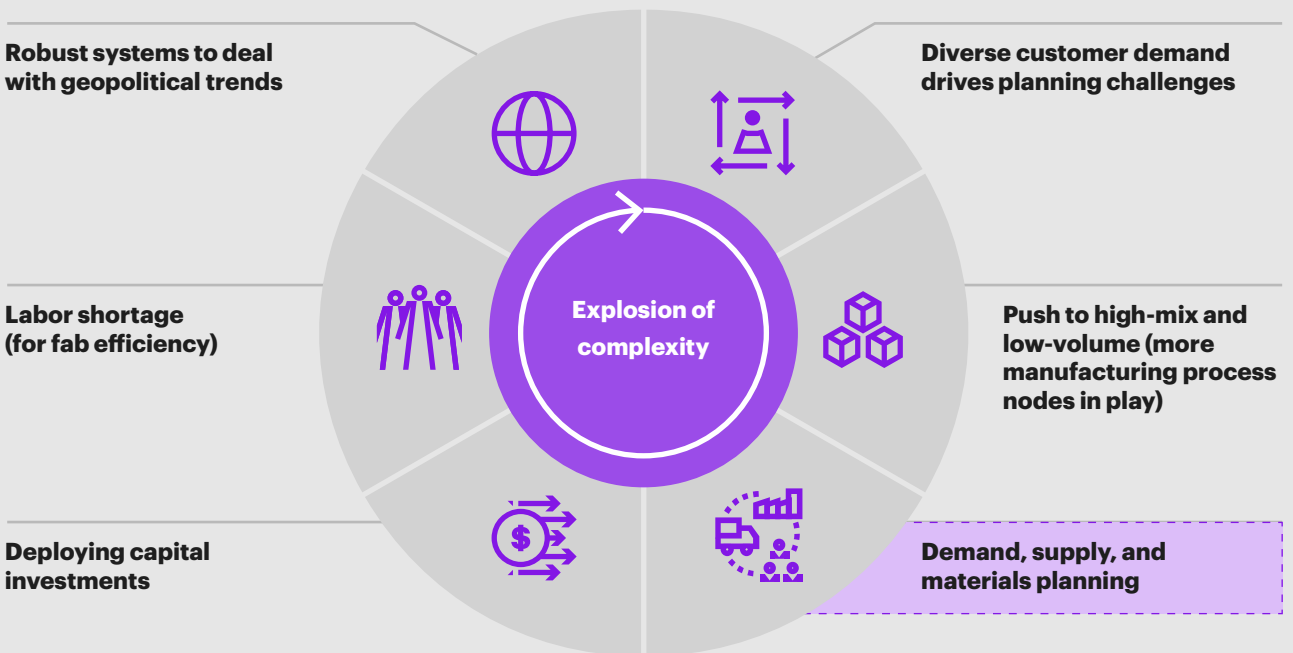 Robust systems to deal
with geopolitical trends
Diverse customer demand
drives planning challenges
Labor shortage
(for fab efficiency)
Explosion of
complexity
Push to high-mix and
low-volume (more
manufacturing process
nodes in play)
$
Deploying capital
investments
Demand, supply, and
materials planning